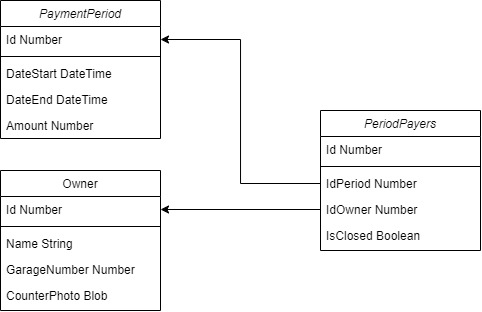 PaymentPeriod
Id Number
DateStart DateTime
DateEnd DateTime
Amount Number
PeriodPayers
Id Number
IdPeriod Number
IdOwner Number
IsClosed Boolean
Owner
Id Number
Name String
GarageNumber Number
CounterPhoto Blob